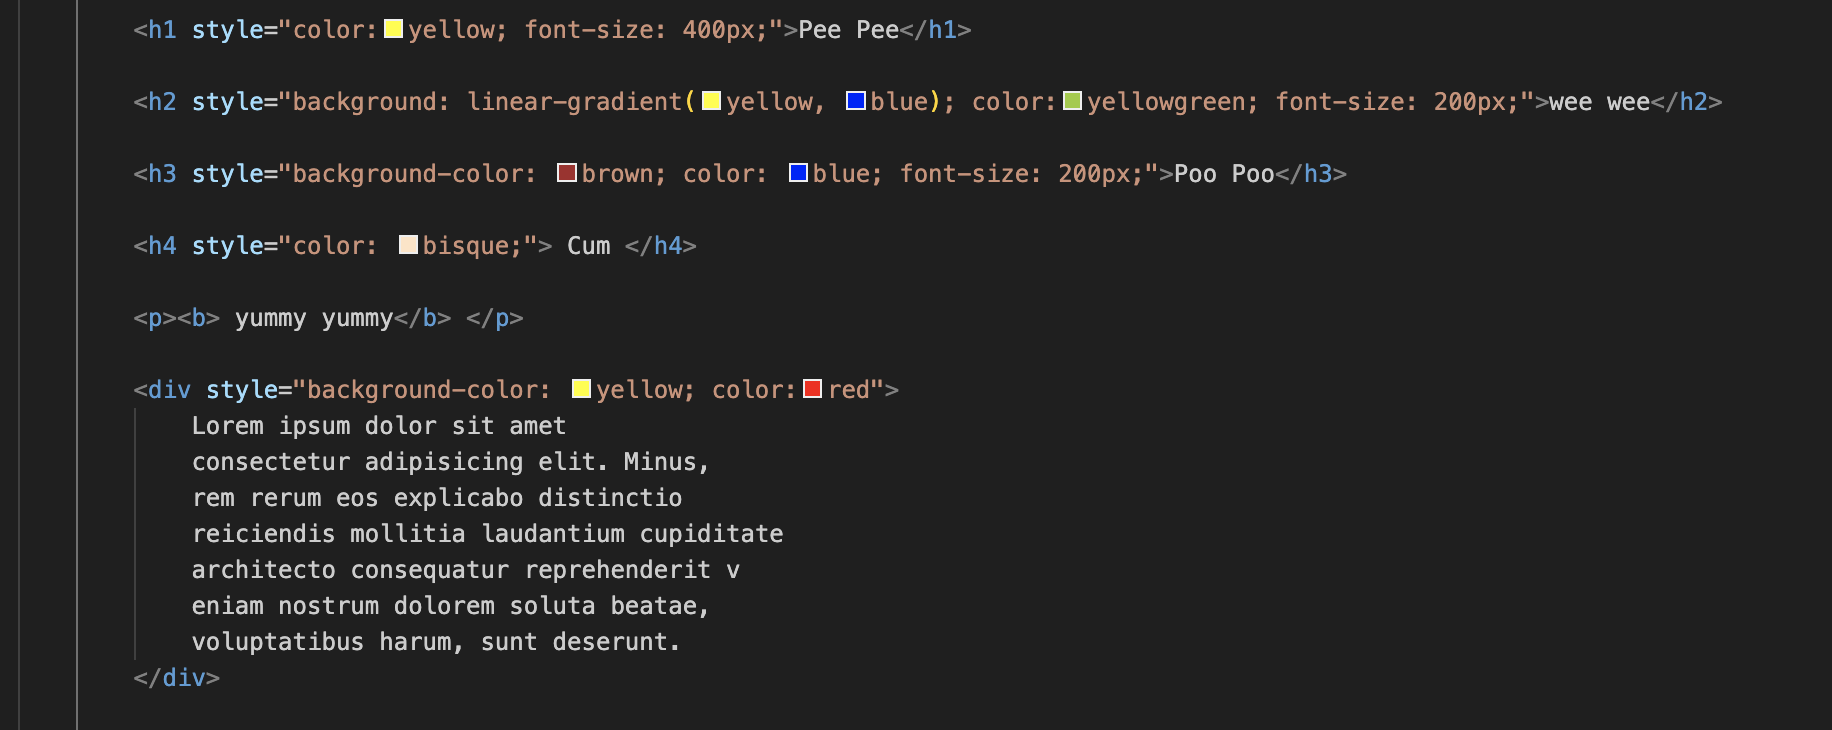 <h1 style="color:yellow; font-size: 400px;">Pee Pee</h1>
<h2 style="background: linear-gradient(yellow, blue); color:yellowgreen; font-size: 200px;">wee wee</h2>
<h3 style="background-color: brown; color: blue; font-size: 200px;">Poo Poo</h3>
<h4 style="color: bisque;"> Cum </h4>
<p><b> yummy yummy</b> </p>
<div style="background-color: yellow; color:red">
Lorem ipsum dolor sit amet
consectetur adipisicing elit. Minus,
rem rerum eos explicabo distinctio
reiciendis mollitia laudantium cupiditate
architecto consequatur reprehenderit v
eniam nostrum dolorem soluta beatae,
voluptatibus harum, sunt deserunt.
</div>